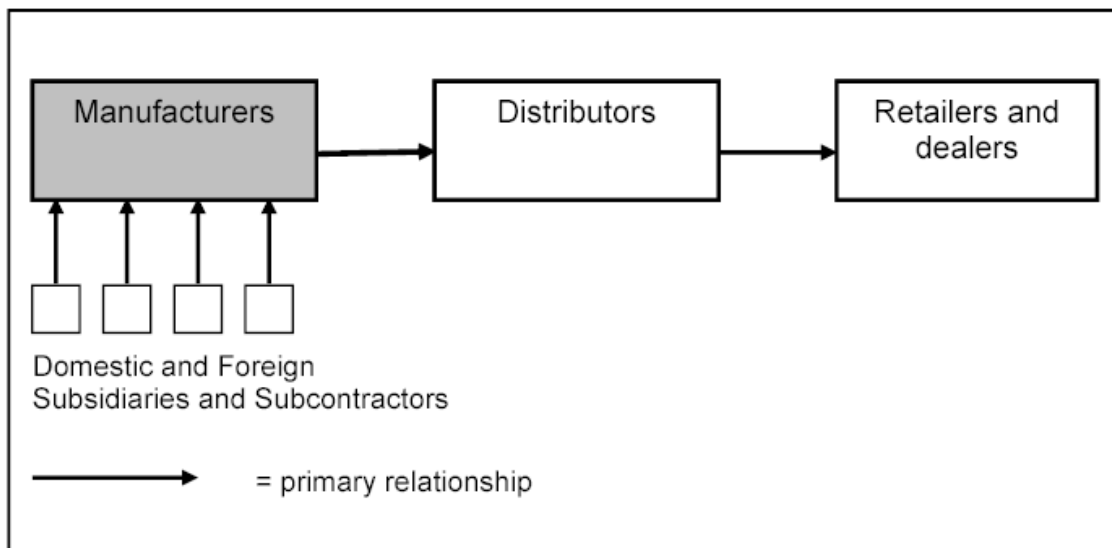 Manufacturers
Distributors
Retailers and
dealers
Domestic and Foreign
Subsidiaries and Subcontractors
= primary relationship